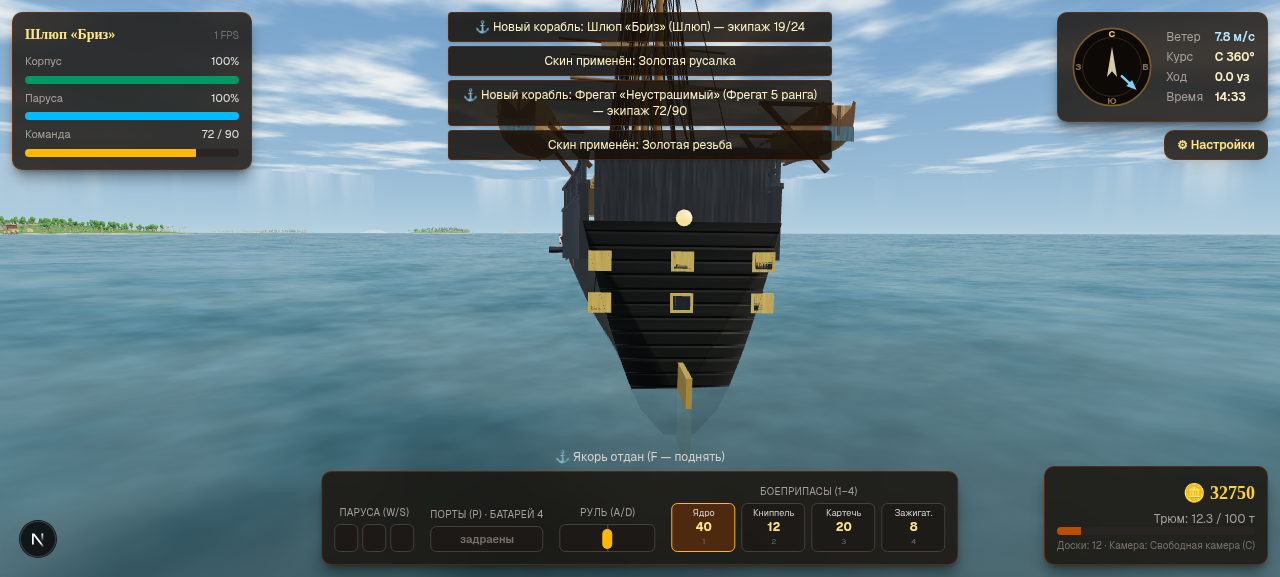 Шлюп «Бриз»
1 FPS
Корпус 100%
Паруса 100%
Команда 72 / 90
⚓ Новый корабль: Шлюп «Бриз» (Шлюп) — экипаж 19/24
Скин применён: Золотая русалка
⚓ Новый корабль: Фрегат «Неустрашимый» (Фрегат 5 ранга)
— экипаж 72/90
Скин применён: Золотая резьба
С
З
В
Ю
Ветер 7.8 м/с
Курс С 360°
Ход 0.0 уз
Время 14:33
⚙ Настройки
⚓ Якорь отдан (F — поднять)
ПАРУСА (W/S)
ПОРТЫ (P) · БАТАРЕЙ 4
задраены
РУЛЬ (A/D)
БОЕПРИПАСЫ (1–4)
Ядро
40
1
Книппель
12
2
Картечь
20
3
Зажигат.
8
4
N
🪙 32750
Трюм: 12.3 / 100 т
Доски: 12 · Камера: Свободная камера (C)